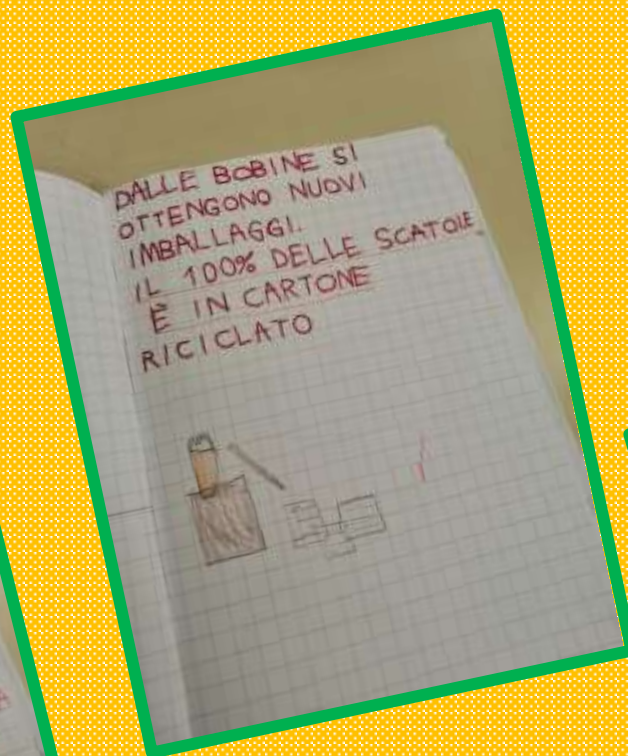 DALLE BOBINE SI
OTTENGONO NUOVI
IMBALLAGGI.
IL 100% DELLE SCATOLE
È IN CARTONE
RICICLATO